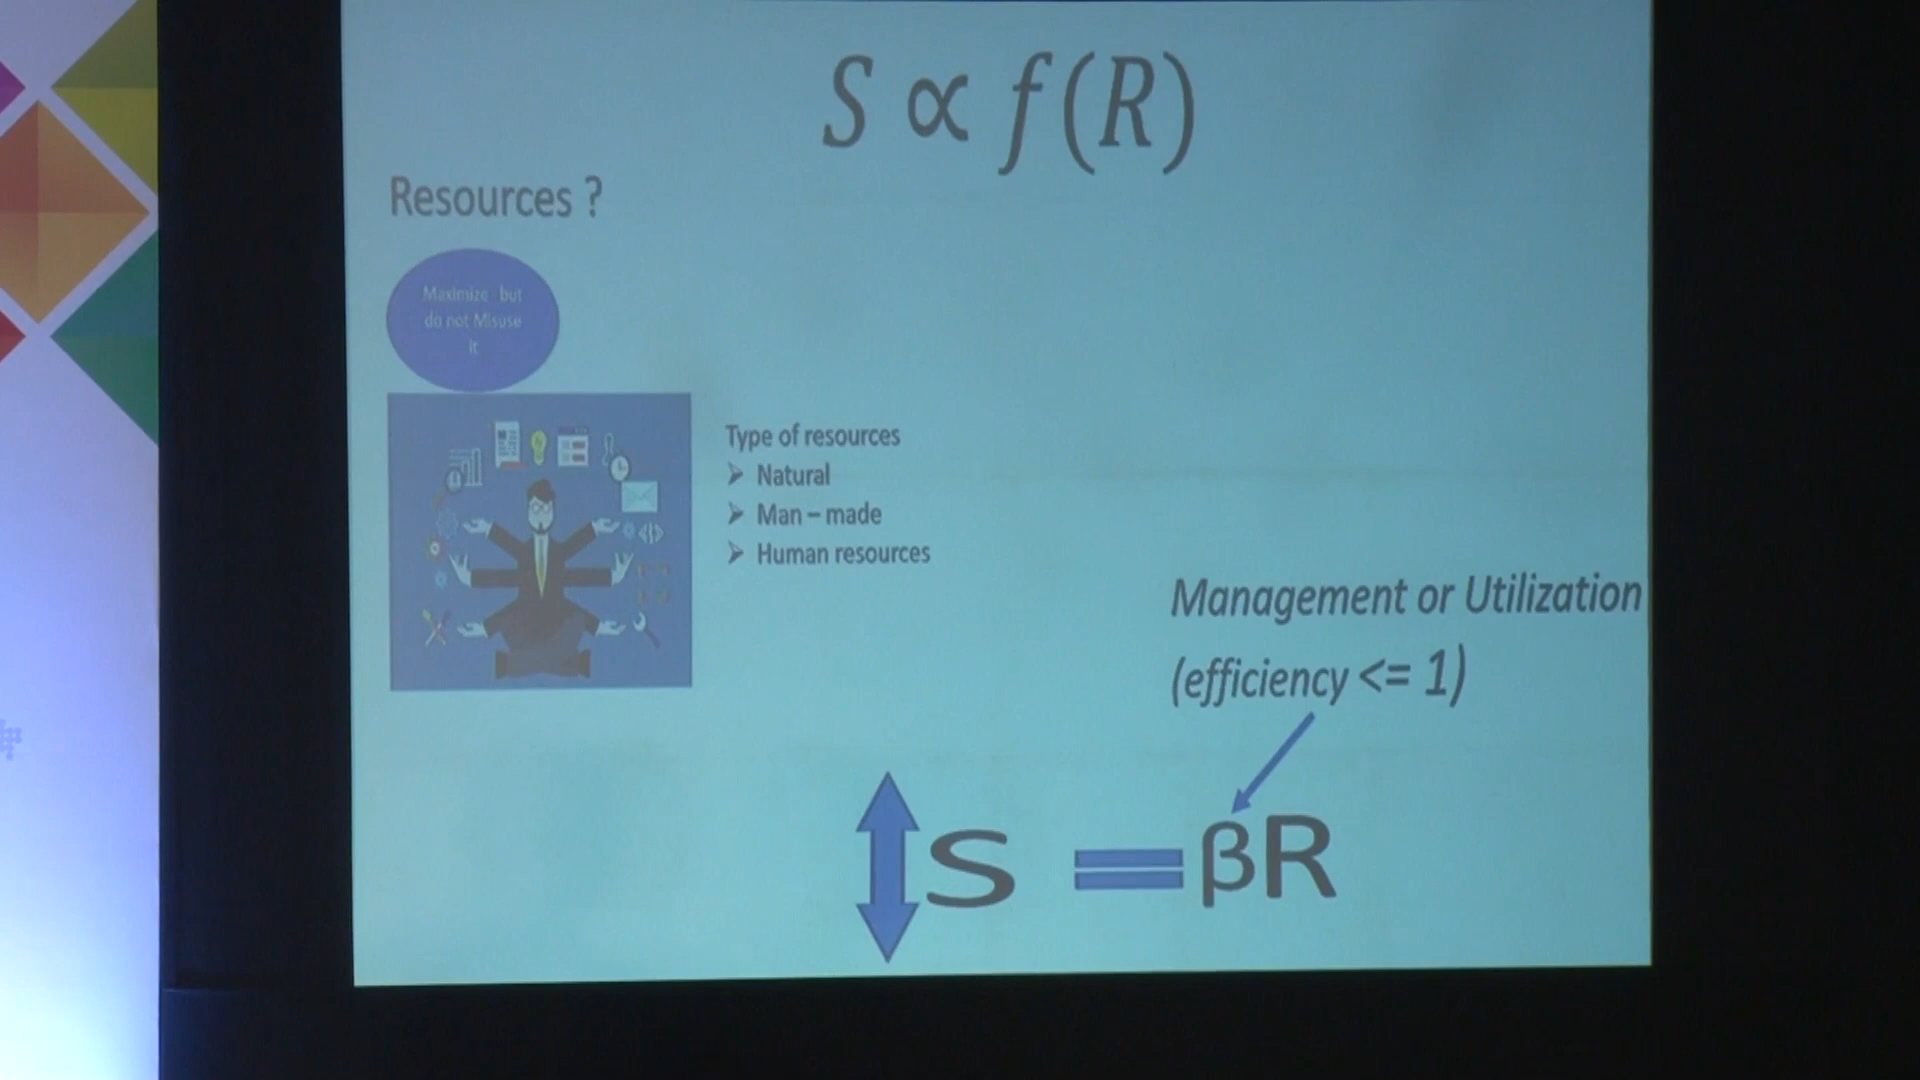 S ∝ f(R)
Resources ?
Maximize but
do not Misuse
it
Type of resources
➢ Natural
➢ Man – made
➢ Human resources
Management or Utilization
(efficiency <= 1)
S = βR